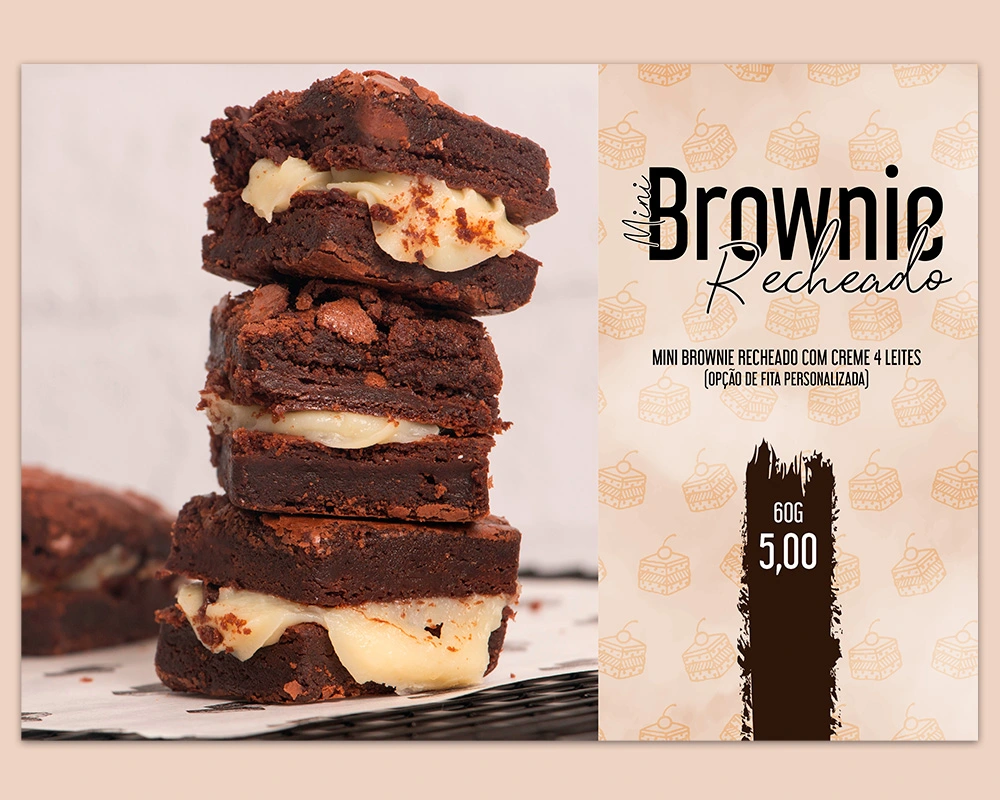 Mini
Brownie
Recheado
MINI BROWNIE RECHEADO COM CREME 4 LEITES
(OPÇÃO DE FITA PERSONALIZADA)
60G
5,00